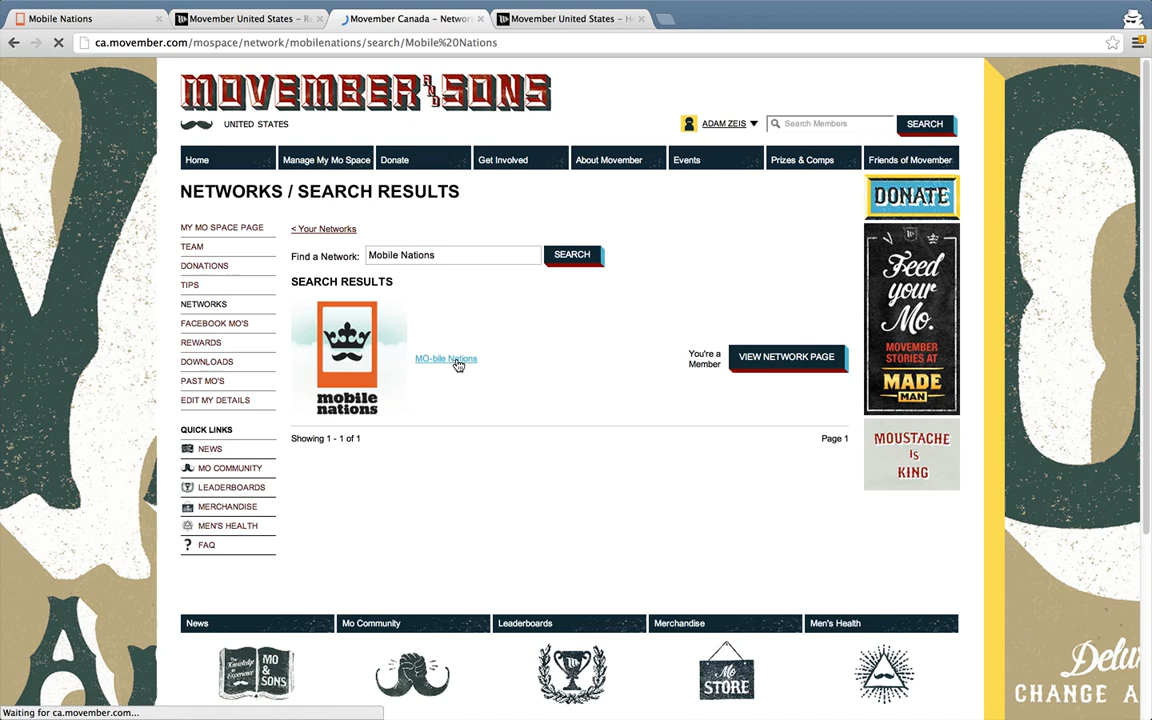 Mobile Nations
Movember United States - R
Movember Canada - Networ
Movember United States - H
ca.movember.com/mospace/network/mobilenations/search/Mobile%20Nations
MOVEMBER AND SONS
UNITED STATES
ADAM ZEIS
Search Members
SEARCH
Home
Manage My Mo Space
Donate
Get Involved
About Movember
Events
Prizes & Comps
Friends of Movember
NETWORKS / SEARCH RESULTS
MY MO SPACE PAGE
TEAM
DONATIONS
TIPS
NETWORKS
FACEBOOK MO'S
REWARDS
DOWNLOADS
PAST MO'S
EDIT MY DETAILS
QUICK LINKS
NEWS
MO COMMUNITY
LEADERBOARDS
MERCHANDISE
MEN'S HEALTH
? FAQ
< Your Networks
Find a Network:
Mobile Nations
SEARCH
SEARCH RESULTS
mobile
nations
MO-bile Nations
You're a
Member
VIEW NETWORK PAGE
Showing 1 - 1 of 1
Page 1
DONATE
Feed
your
Mo.
MOVEMBER
STORIES AT
MADE
MAN
MOUSTACHE
IS
KING
News
Mo Community
Leaderboards
Merchandise
Men's Health
The Knowledge
MO
&
SONS
Mo
STORE
CHANGE A
Waiting for ca.movember.com...